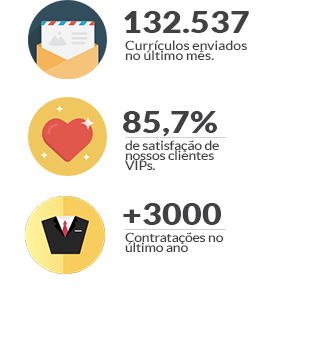 132.537
Currículos enviados
no último mês.
85,7%
de satisfação de
nossos clientes
VIPs.
+3000
Contratações no
último ano